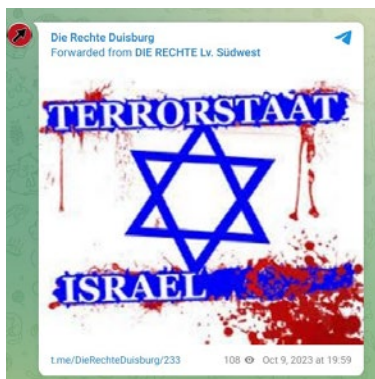 Die Rechte Duisburg
Forwarded from DIE RECHTE Lv. Südwest
TERRORSTAAT
ISRAEL
t.me/DieRechteDuisburg/233 108 Oct 9, 2023 at 19:59